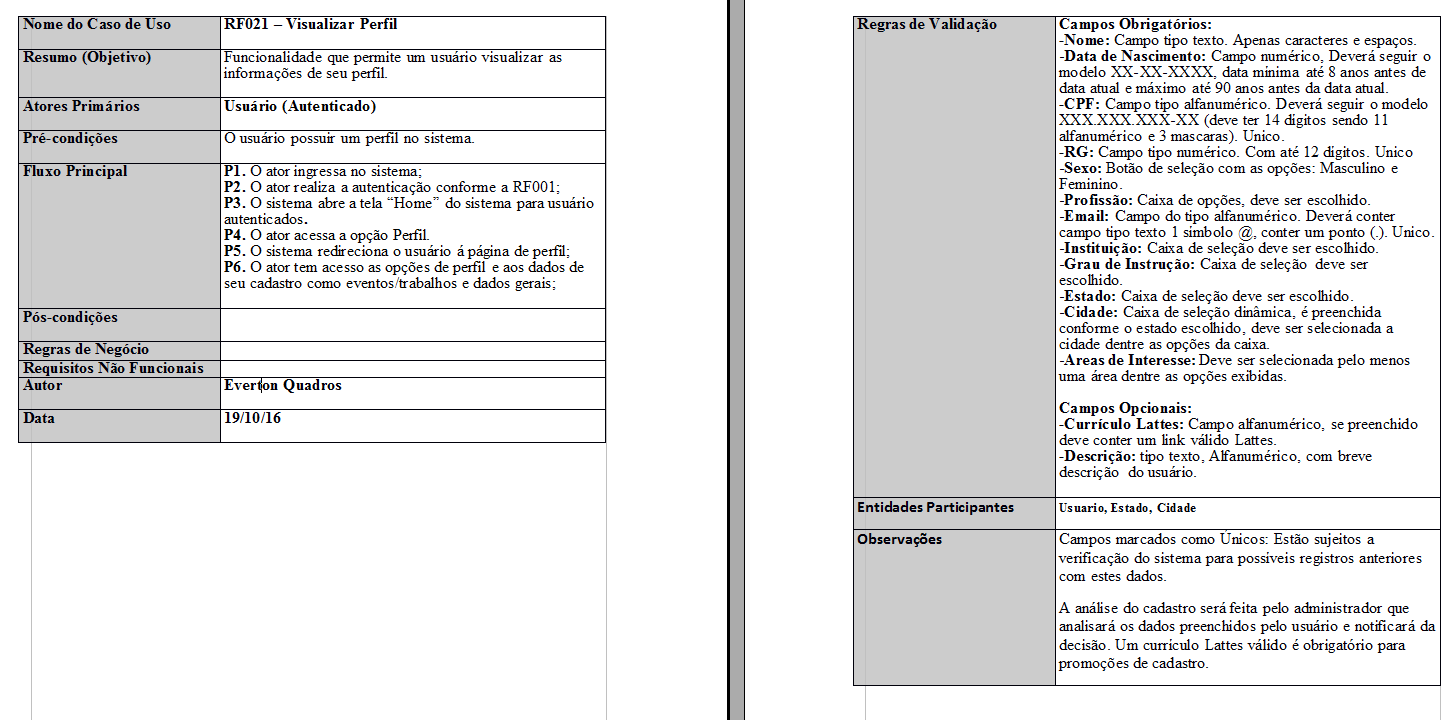 Nome do Caso de Uso
RF021 – Visualizar Perfil
Resumo (Objetivo)
Funcionalidade que permite um usuário visualizar as
informações de seu perfil.
Atores Primários
Usuário (Autenticado)
Pré-condições
O usuário possuir um perfil no sistema.
Fluxo Principal
P1. O ator ingressa no sistema;
P2. O ator realiza a autenticação conforme a RF001;
P3. O sistema abre a tela “Home” do sistema para usuário
autenticados.
P4. O ator acessa a opção Perfil.
P5. O sistema redireciona o usuário á página de perfil;
P6. O ator tem acesso as opções de perfil e aos dados de
seu cadastro como eventos/trabalhos e dados gerais;
Pós-condições
Regras de Negócio
Requisitos Não Funcionais
Autor
Everton Quadros
Data
19/10/16
Regras de Validação
Campos Obrigatórios:
-Nome: Campo tipo texto. Apenas caracteres e espaços.
-Data de Nascimento: Campo numérico, Deverá seguir o
modelo XX-XX-XXXX, data mínima até 8 anos antes de
data atual e máximo até 90 anos antes da data atual.
-CPF: Campo tipo alfanumérico. Deverá seguir o modelo
XXX.XXX.XXX-XX (deve ter 14 dígitos sendo 11
alfanumérico e 3 mascaras). Unico.
-RG: Campo tipo numérico. Com até 12 dígitos. Unico
-Sexo: Botão de seleção com as opções: Masculino e
Feminino.
-Profissão: Caixa de opções, deve ser escolhido.
-Email: Campo do tipo alfanumérico. Deverá conter
campo tipo texto 1 simbolo @, conter um ponto (.). Unico.
-Instituição: Caixa de seleção deve ser escolhido.
-Grau de Instrução: Caixa de seleção deve ser
escolhido.
-Estado: Caixa de seleção deve ser escolhido.
-Cidade: Caixa de seleção dinâmica, é preenchida
conforme o estado escolhido, deve ser selecionada a
cidade dentre as opções da caixa.
-Areas de Interesse: Deve ser selecionada pelo menos
uma área dentre as opções exibidas.
Campos Opcionais:
-Currículo Lattes: Campo alfanumérico, se preenchido
deve conter um link válido Lattes.
-Descrição: tipo texto, Alfanumérico, com breve
descrição do usuário.
Entidades Participantes
Usuario, Estado, Cidade
Observações
Campos marcados como Únicos: Estão sujeitos a
verificação do sistema para possíveis registros anteriores
com estes dados.
A análise do cadastro será feita pelo administrador que
analisará os dados preenchidos pelo usuário e notificará da
decisão. Um currículo Lattes válido é obrigatório para
promoções de cadastro.